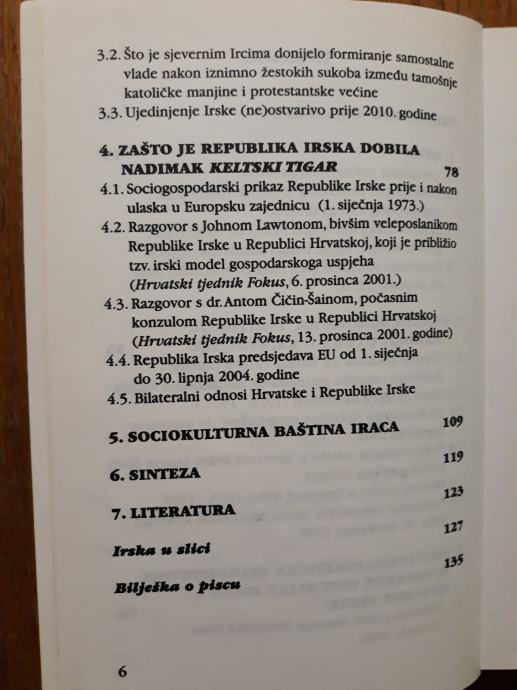 3.2. Što je sjevernim Ircima donijelo formiranje samostalne
vlade nakon iznimno žestokih sukoba između tamošnje
katoličke manjine i protestantske većine
3.3. Ujedinjenje Irske (ne)ostvarivo prije 2010. godine
4. ZAŠTO JE REPUBLIKA IRSKA DOBILA
NADIMAK KELTSKI TIGAR 78
4.1. Sociogospodarski prikaz Republike Irske prije i nakon
ulaska u Europsku zajednicu (1. siječnja 1973.)
4.2. Razgovor s Johnom Lawtonom, bivšim veleposlanikom
Republike Irske u Republici Hrvatskoj, koji je približio
tzv. irski model gospodarskoga uspjeha
(Hrvatski tjednik Fokus, 6. prosinca 2001.)
4.3. Razgovor s dr. Antom Čičin-Šainom, počasnim
konzulom Republike Irske u Republici Hrvatskoj
(Hrvatski tjednik Fokus, 13. prosinca 2001. godine)
4.4. Republika Irska predsjedava EU od 1. siječnja
do 30. lipnja 2004. godine
4.5. Bilateralni odnosi Hrvatske i Republike Irske
5. SOCIOKULTURNA BAŠTINA IRACA 109
6. SINTEZA 119
7. LITERATURA 123
Irska u slici 127
Bilješka o piscu 135
6